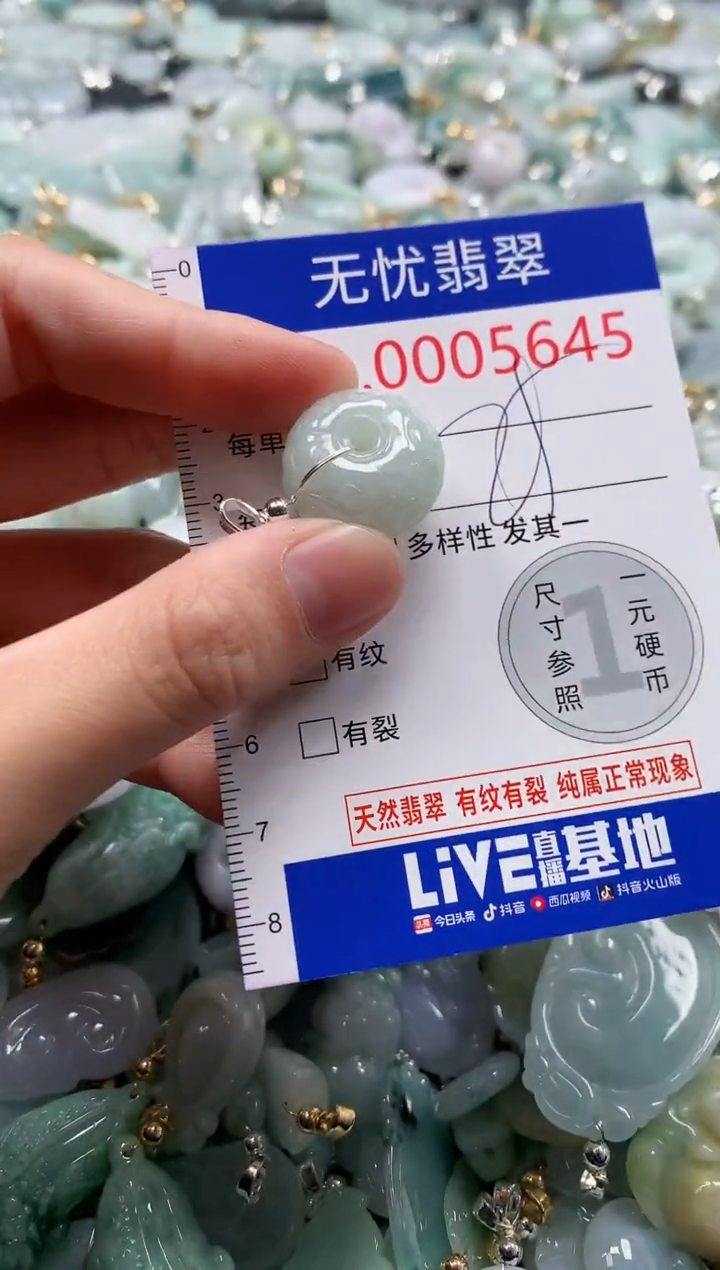 无忧翡翠
.0005645
每
多样性 发其一
有纹
有裂
尺寸参照
一元硬币
1
天然翡翠 有纹有裂 纯属正常现象
LiVE直播基地
头条 今日头条 抖音 西瓜视频 抖音火山版
0
3
6
7
8